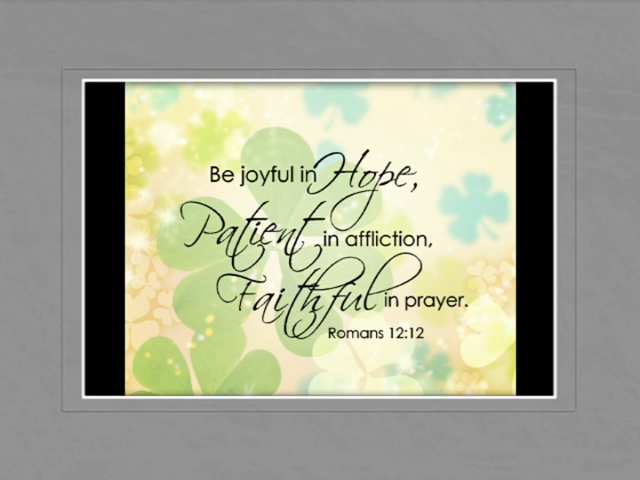 Be joyful in Hope,
Patient in affliction,
Faithful in prayer.
Romans 12:12